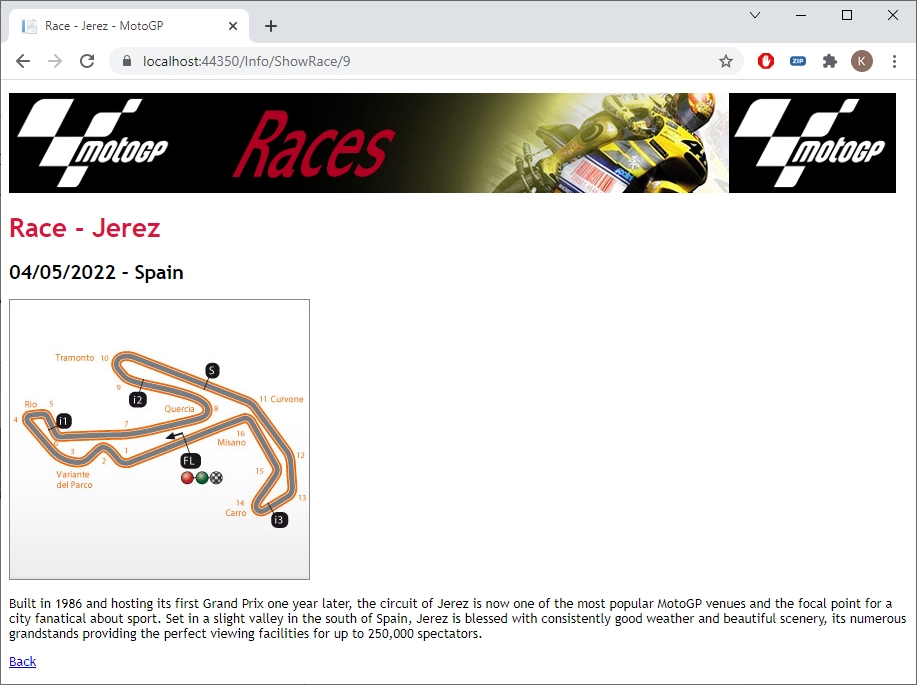 Race - Jerez - MotoGP
localhost:44350/Info/ShowRace/9
ZIP
K
MotoGP
Races
MotoGP
Race - Jerez
04/05/2022 - Spain
Tramonto 10
S
9
i2
11 Curvone
Rio 5
Quercia 8
4
i1
7
6
16
Misano
3
2
1
FL
12
15
Variante
del Parco
13
14
Carro
i3
Built in 1986 and hosting its first Grand Prix one year later, the circuit of Jerez is now one of the most popular MotoGP venues and the focal point for a
city fanatical about sport. Set in a slight valley in the south of Spain, Jerez is blessed with consistently good weather and beautiful scenery, its numerous
grandstands providing the perfect viewing facilities for up to 250,000 spectators.
Back